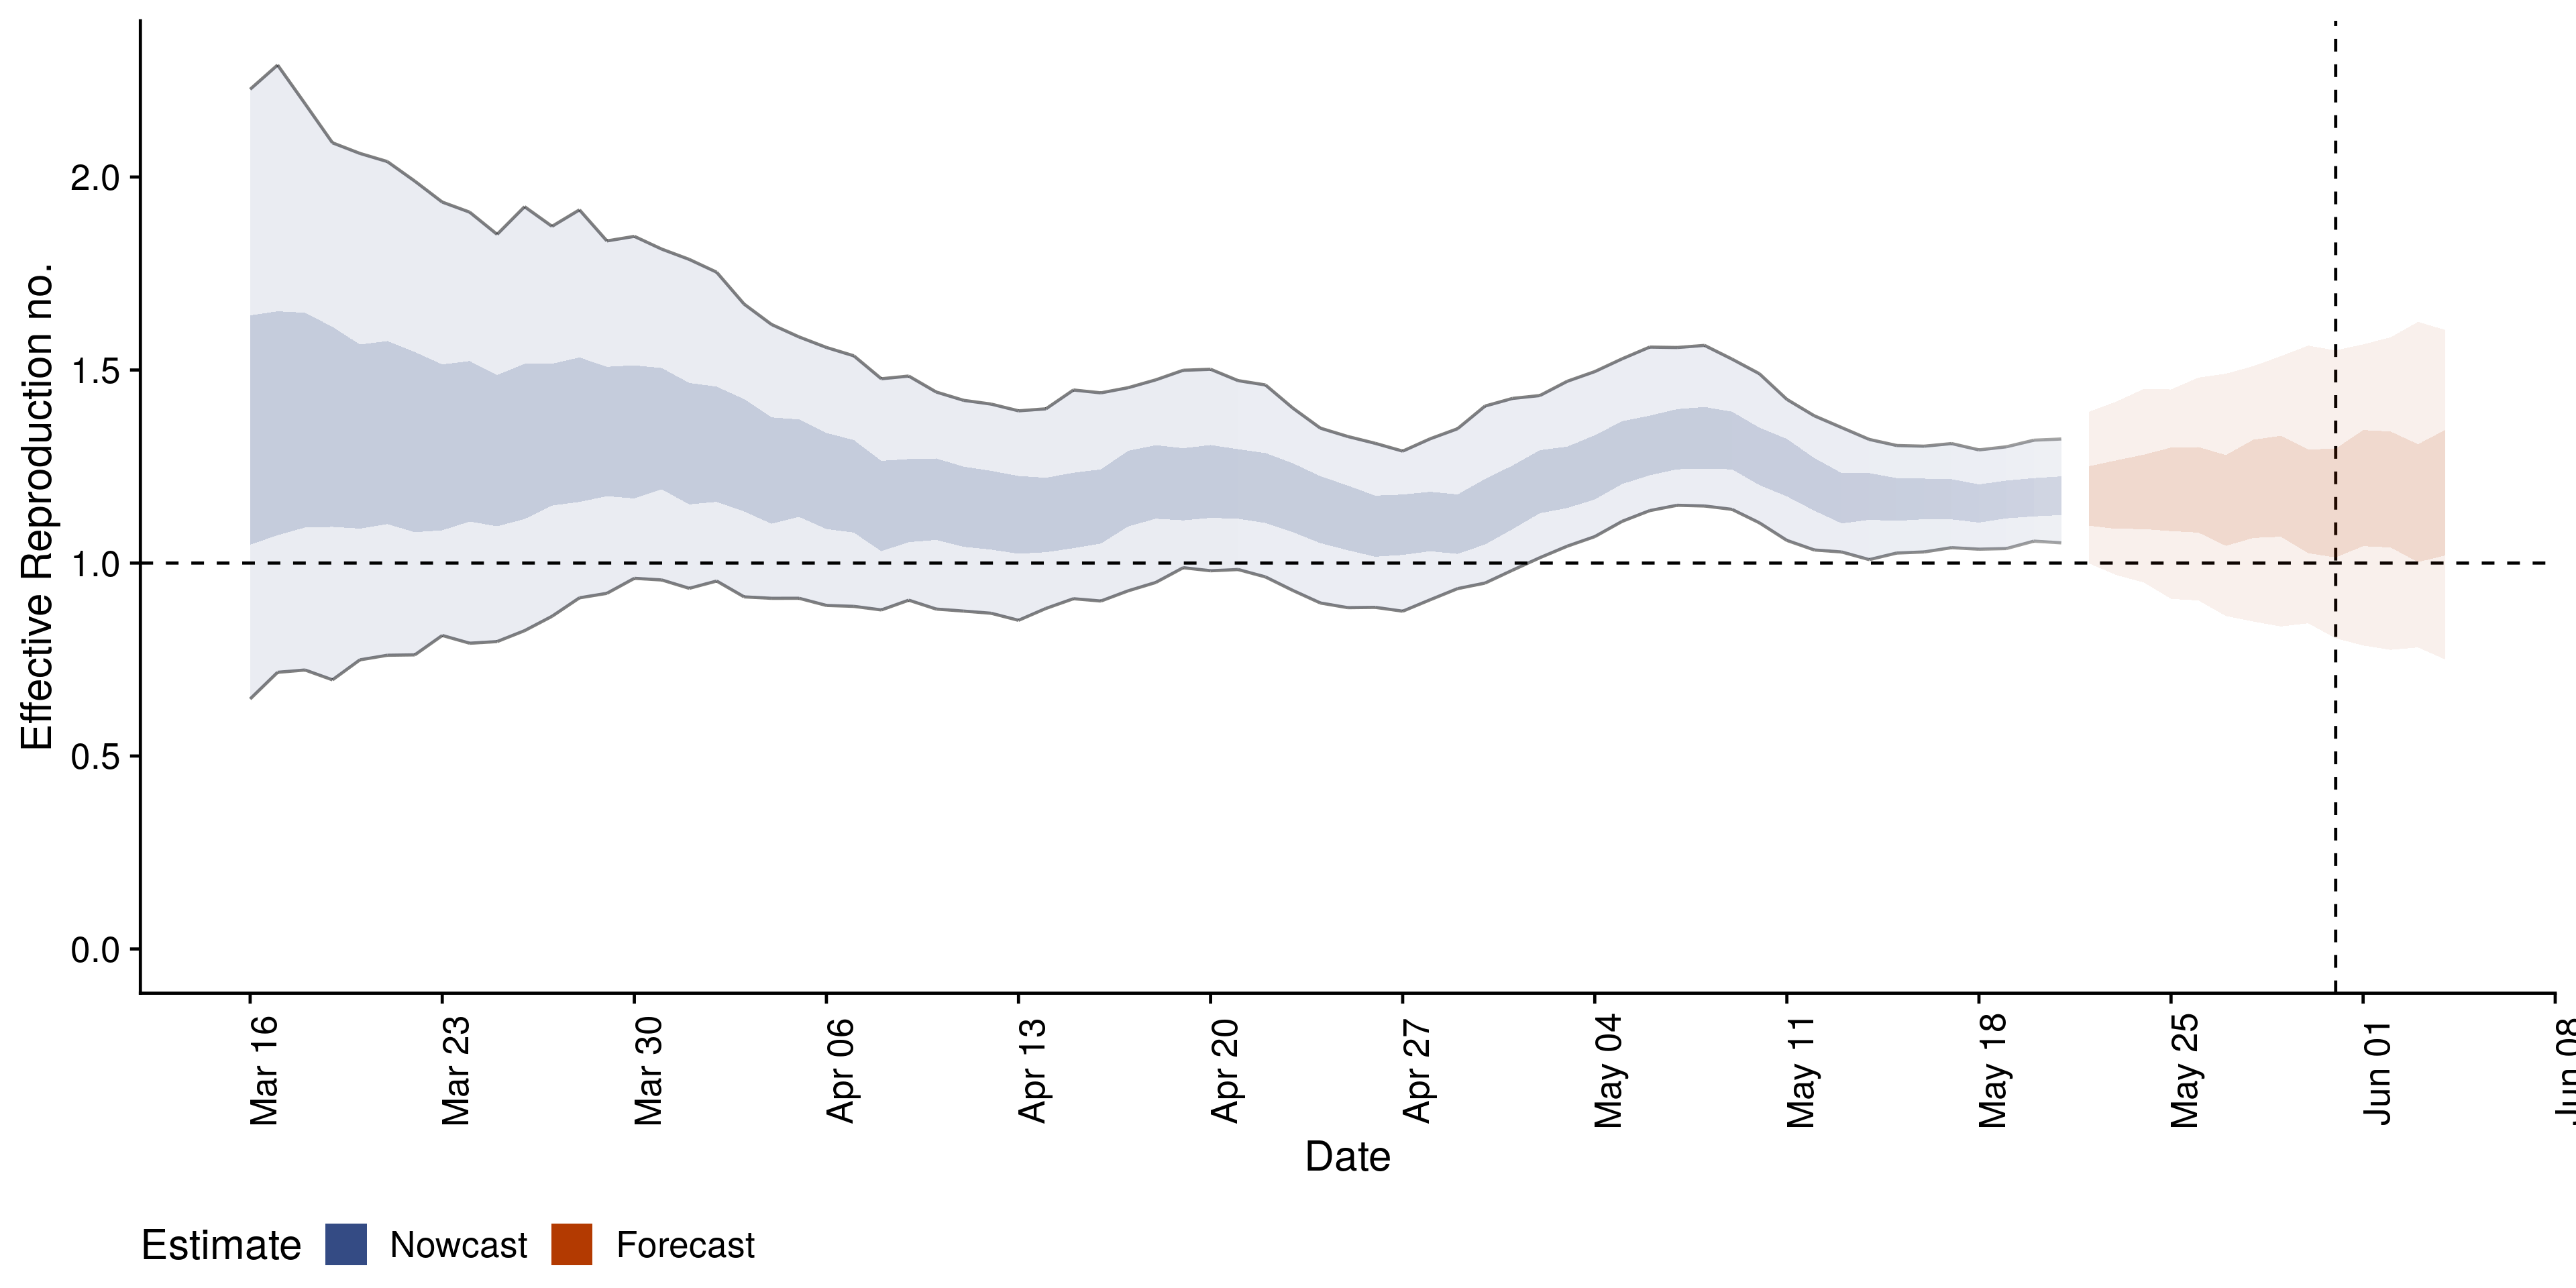 Effective Reproduction no.
2.0
1.5
1.0
0.5
0.0
Mar 16
Mar 23
Mar 30
Apr 06
Apr 13
Apr 20
Apr 27
May 04
May 11
May 18
May 25
Jun 01
Jun 08
Date
Estimate Nowcast Forecast